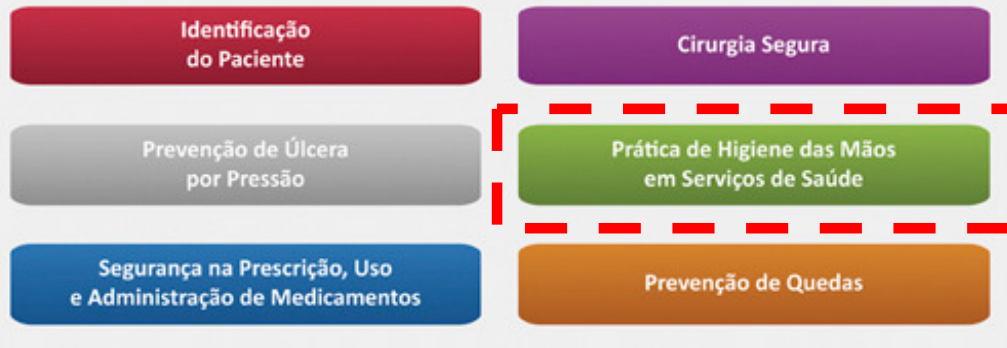 Identificação
do Paciente
Cirurgia Segura
Prevenção de Úlcera
por Pressão
Prática de Higiene das Mãos
em Serviços de Saúde
Segurança na Prescrição, Uso
e Administração de Medicamentos
Prevenção de Quedas